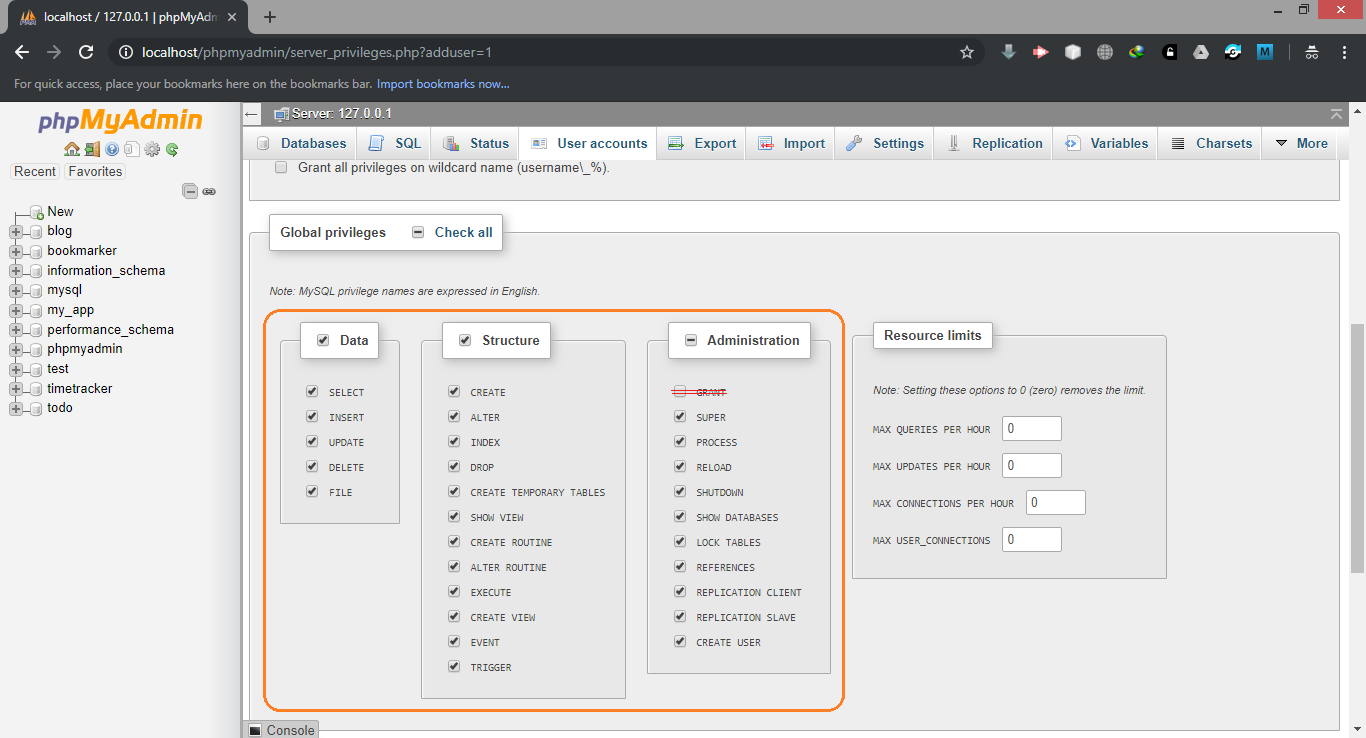 localhost / 127.0.0.1 | phpMyAdm
localhost/phpmyadmin/server_privileges.php?adduser=1
For quick access, place your bookmarks here on the bookmarks bar. Import bookmarks now...
phpMyAdmin
Recent Favorites
New
blog
bookmarker
information_schema
mysql
my_app
performance_schema
phpmyadmin
test
timetracker
todo
Server: 127.0.0.1
Databases SQL Status User accounts Export Import Settings Replication Variables Charsets More
Grant all privileges on wildcard name (username\_%).
Global privileges Check all
Note: MySQL privilege names are expressed in English.
Data
SELECT
INSERT
UPDATE
DELETE
FILE
Structure
CREATE
ALTER
INDEX
DROP
CREATE TEMPORARY TABLES
SHOW VIEW
CREATE ROUTINE
ALTER ROUTINE
EXECUTE
CREATE VIEW
EVENT
TRIGGER
Administration
GRANT
SUPER
PROCESS
RELOAD
SHUTDOWN
SHOW DATABASES
LOCK TABLES
REFERENCES
REPLICATION CLIENT
REPLICATION SLAVE
CREATE USER
Resource limits
Note: Setting these options to 0 (zero) removes the limit.
MAX QUERIES PER HOUR 0
MAX UPDATES PER HOUR 0
MAX CONNECTIONS PER HOUR 0
MAX USER_CONNECTIONS 0
Console